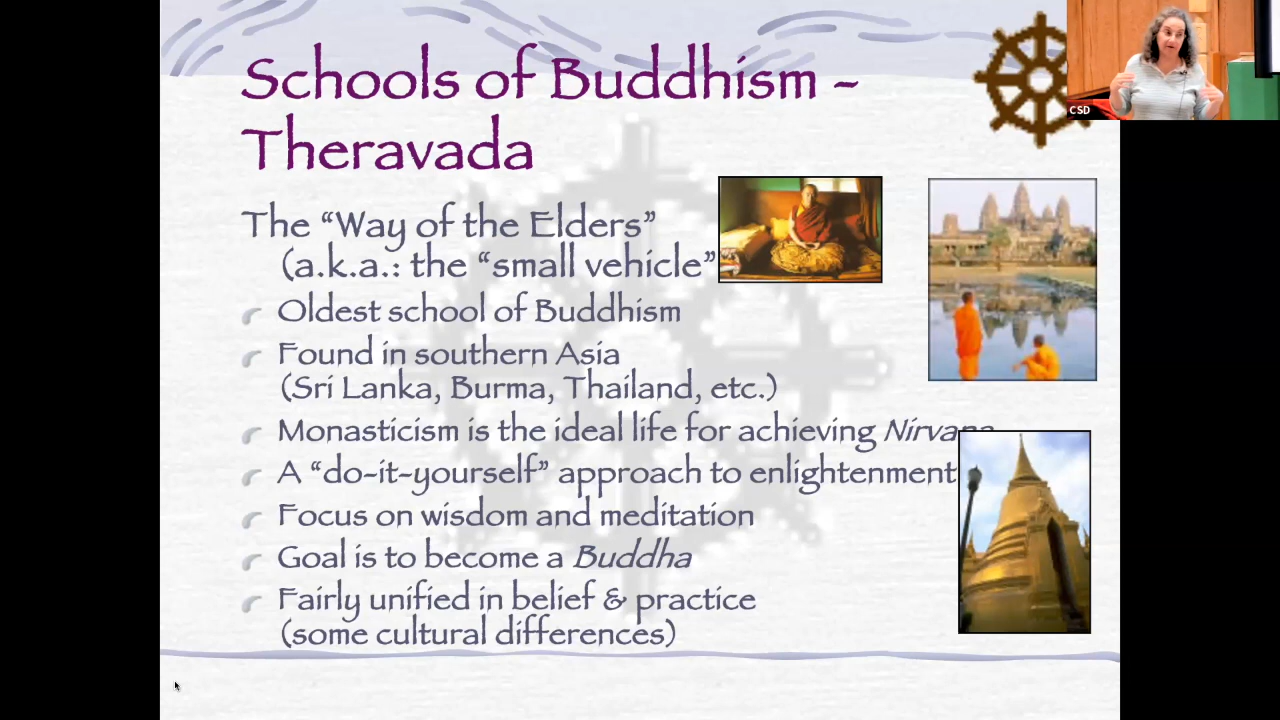 Schools of Buddhism -
Theravada
The “Way of the Elders”
(a.k.a.: the “small vehicle”
Oldest school of Buddhism
Found in southern Asia
(Sri Lanka, Burma, Thailand, etc.)
Monasticism is the ideal life for achieving Nirvana
A “do-it-yourself” approach to enlightenment
Focus on wisdom and meditation
Goal is to become a Buddha
Fairly unified in belief & practice
(some cultural differences)
CSD